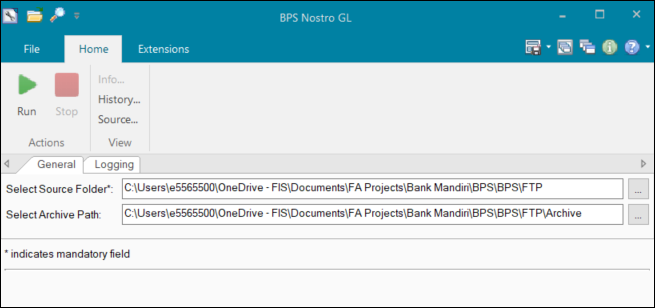 BPS Nostro GL
File Home Extensions
Run Stop Info...
History...
Source...
Actions View
General Logging
Select Source Folder*: C:\Users\e5565500\OneDrive - FIS\Documents\FA Projects\Bank Mandiri\BPS\BPS\FTP ...
Select Archive Path: C:\Users\e5565500\OneDrive - FIS\Documents\FA Projects\Bank Mandiri\BPS\BPS\FTP\Archive ...
* indicates mandatory field